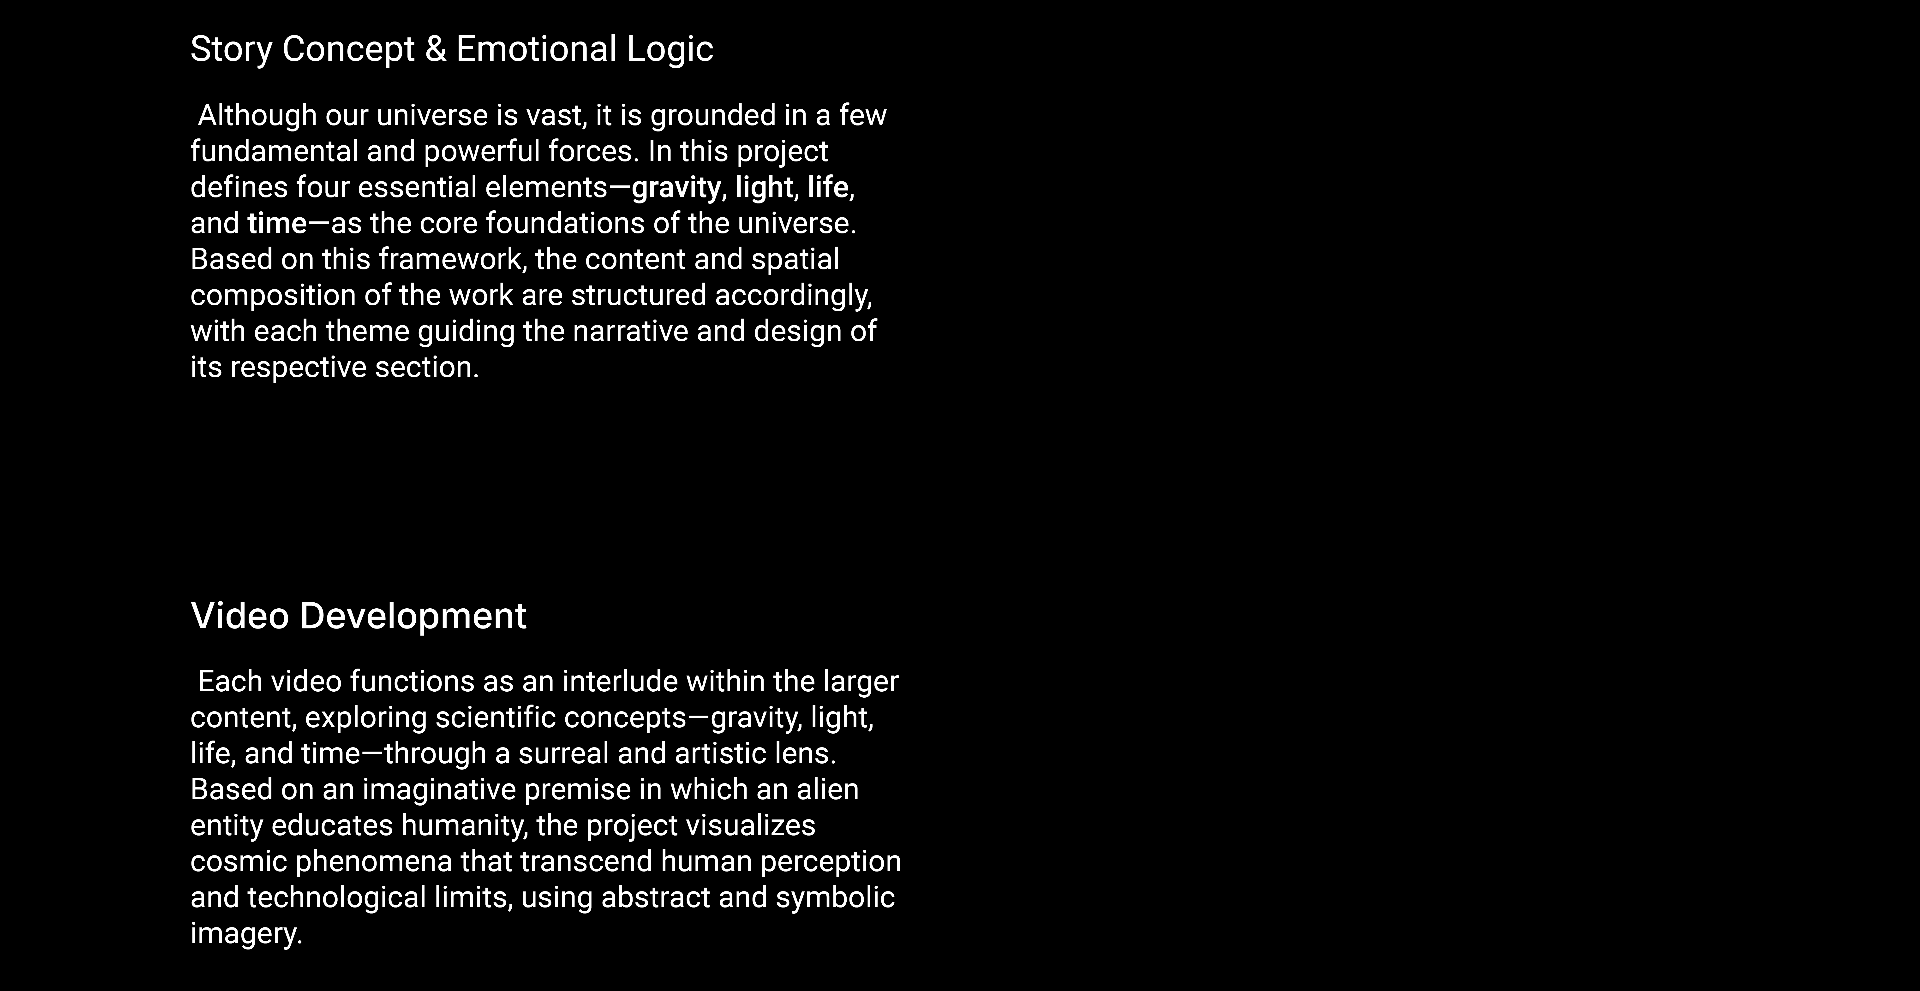 Story Concept & Emotional Logic
Although our universe is vast, it is grounded in a few
fundamental and powerful forces. In this project
defines four essential elements—gravity, light, life,
and time—as the core foundations of the universe.
Based on this framework, the content and spatial
composition of the work are structured accordingly,
with each theme guiding the narrative and design of
its respective section.
Video Development
Each video functions as an interlude within the larger
content, exploring scientific concepts—gravity, light,
life, and time—through a surreal and artistic lens.
Based on an imaginative premise in which an alien
entity educates humanity, the project visualizes
cosmic phenomena that transcend human perception
and technological limits, using abstract and symbolic
imagery.